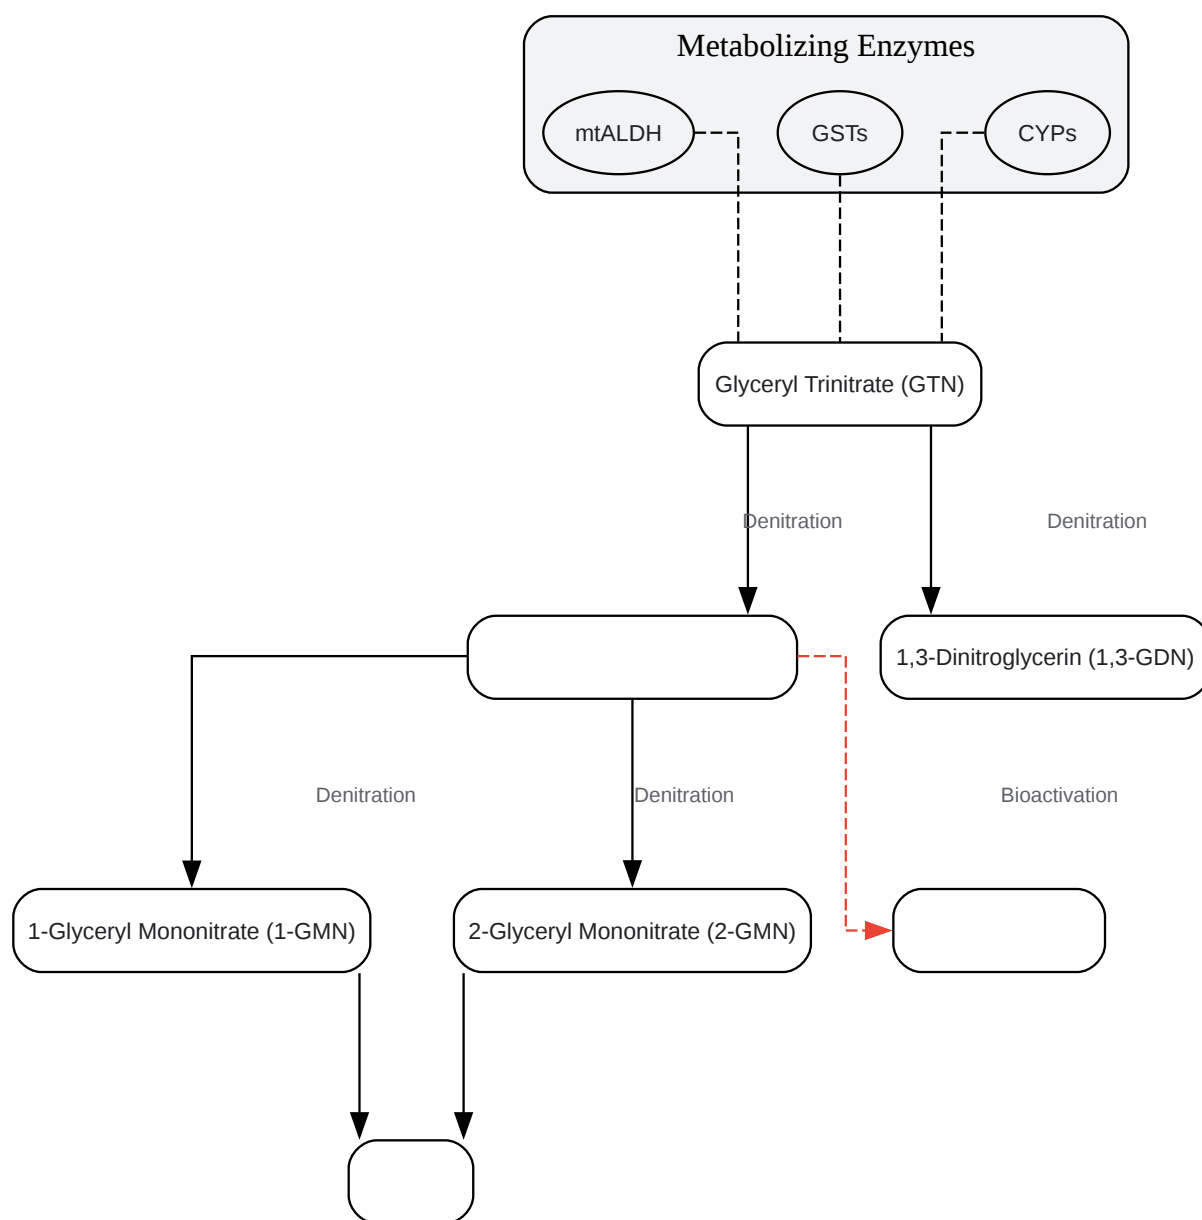 Metabolizing Enzymes
mtALDH
GSTs
CYPs
Glyceryl Trinitrate (GTN)
Denitration
Denitration
1,3-Dinitroglycerin (1,3-GDN)
Denitration
Denitration
Bioactivation
1-Glyceryl Mononitrate (1-GMN)
2-Glyceryl Mononitrate (2-GMN)